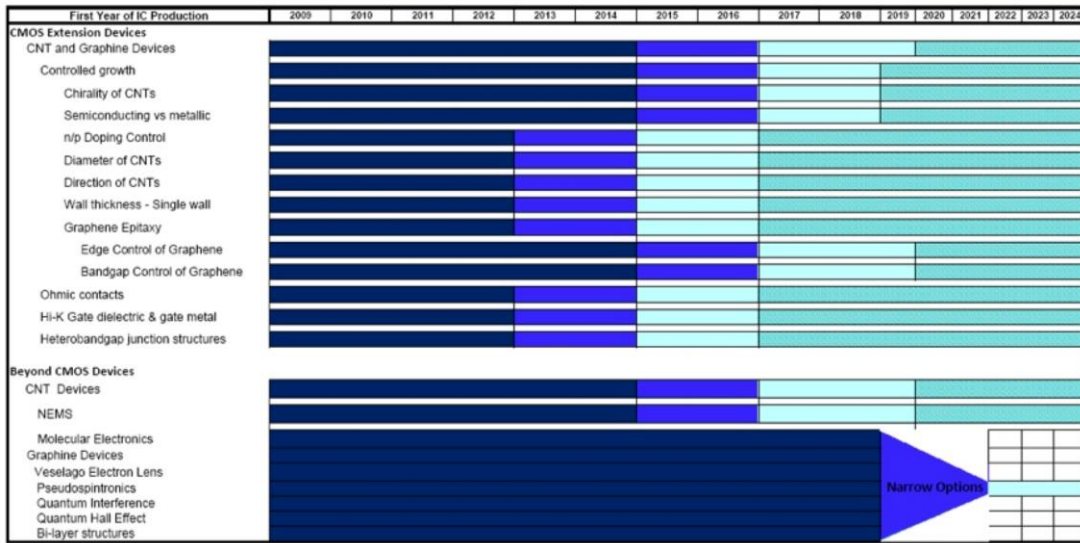 First Year of IC Production 2009 2010 2011 2012 2013 2014 2015 2016 2017 2018 2019 2020 2021 2022 2023 2024
CMOS Extension Devices
CNT and Graphine Devices
Controlled growth
Chirality of CNTs
Semiconducting vs metallic
n/p Doping Control
Diameter of CNTs
Direction of CNTs
Wall thickness - Single wall
Graphene Epitaxy
Edge Control of Graphene
Bandgap Control of Graphene
Ohmic contacts
Hi-K Gate dielectric & gate metal
Heterobandgap junction structures
Beyond CMOS Devices
CNT Devices
NEMS
Molecular Electronics
Graphine Devices
Veselago Electron Lens
Pseudospintronics
Narrow Options
Quantum Interference
Quantum Hall Effect
Bi-layer structures